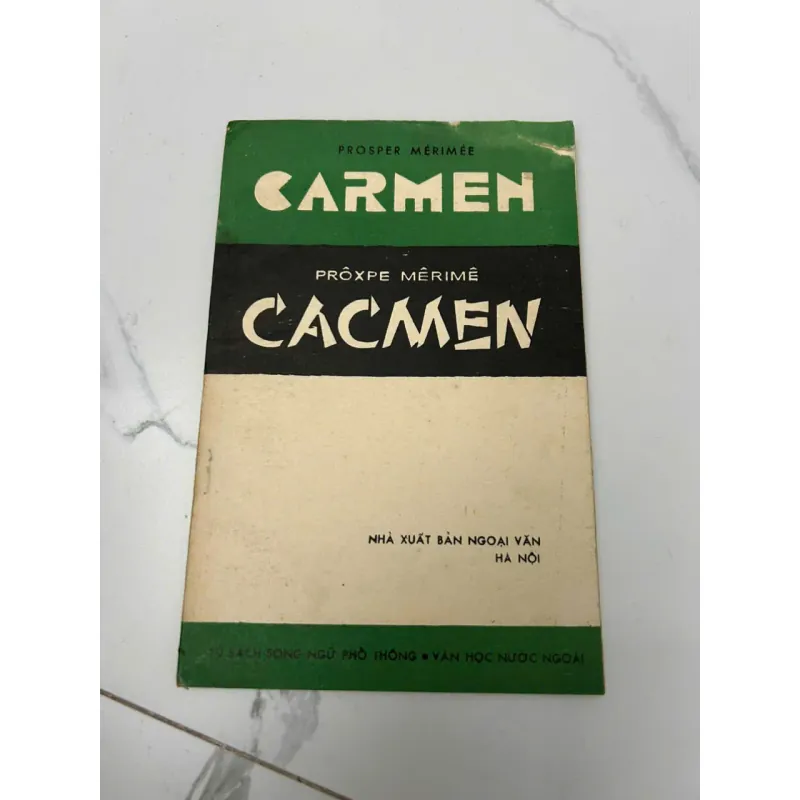 PROSPER MÉRIMÉE
CARMEN
PRÔXPE MÊRIMÊ
CACMEN
NHÀ XUẤT BẢN NGOẠI VĂN
HÀ NỘI
TỦ SÁCH SONG NGỮ PHỔ THÔNG • VĂN HỌC NƯỚC NGOÀI